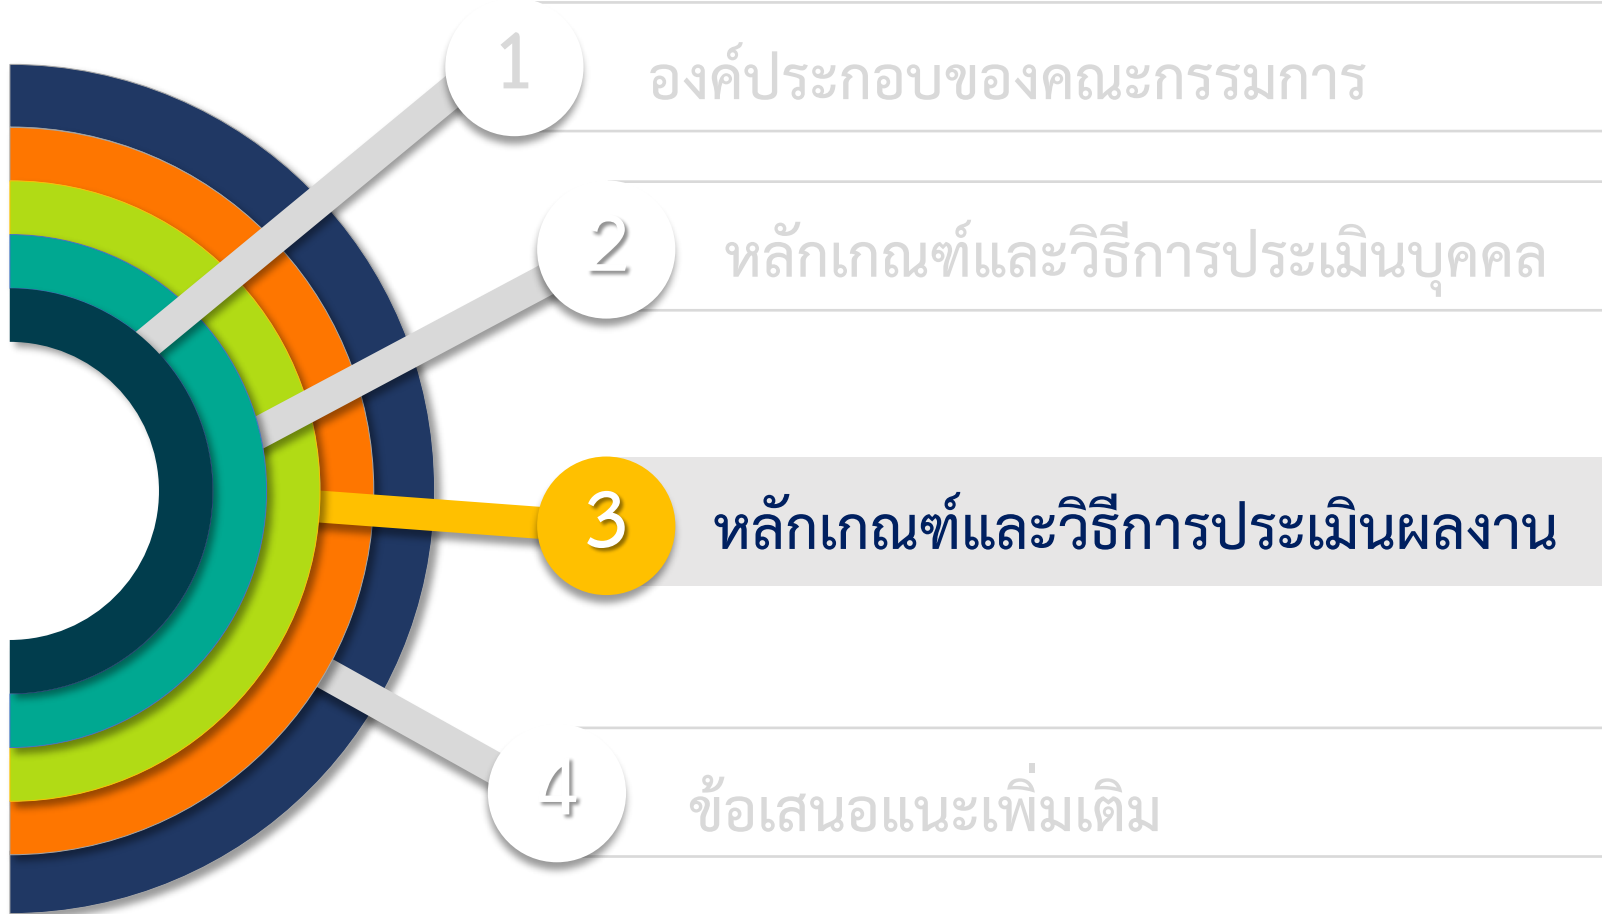 1 องค์ประกอบของคณะกรรมการ
2 หลักเกณฑ์และวิธีการประเมินบุคคล
3 หลักเกณฑ์และวิธีการประเมินผลงาน
4 ข้อเสนอแนะเพิ่มเติม